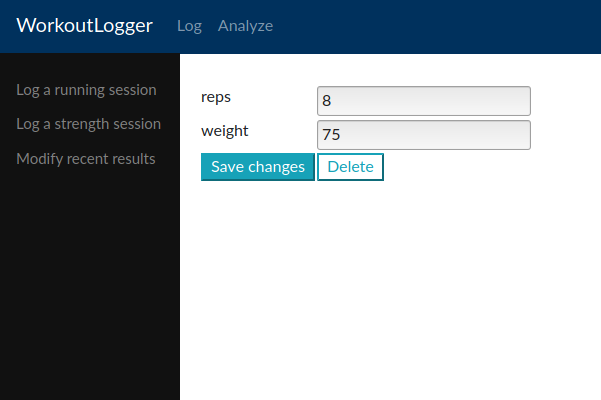 WorkoutLogger Log Analyze
Log a running session
Log a strength session
Modify recent results
reps 8
weight 75
Save changes Delete